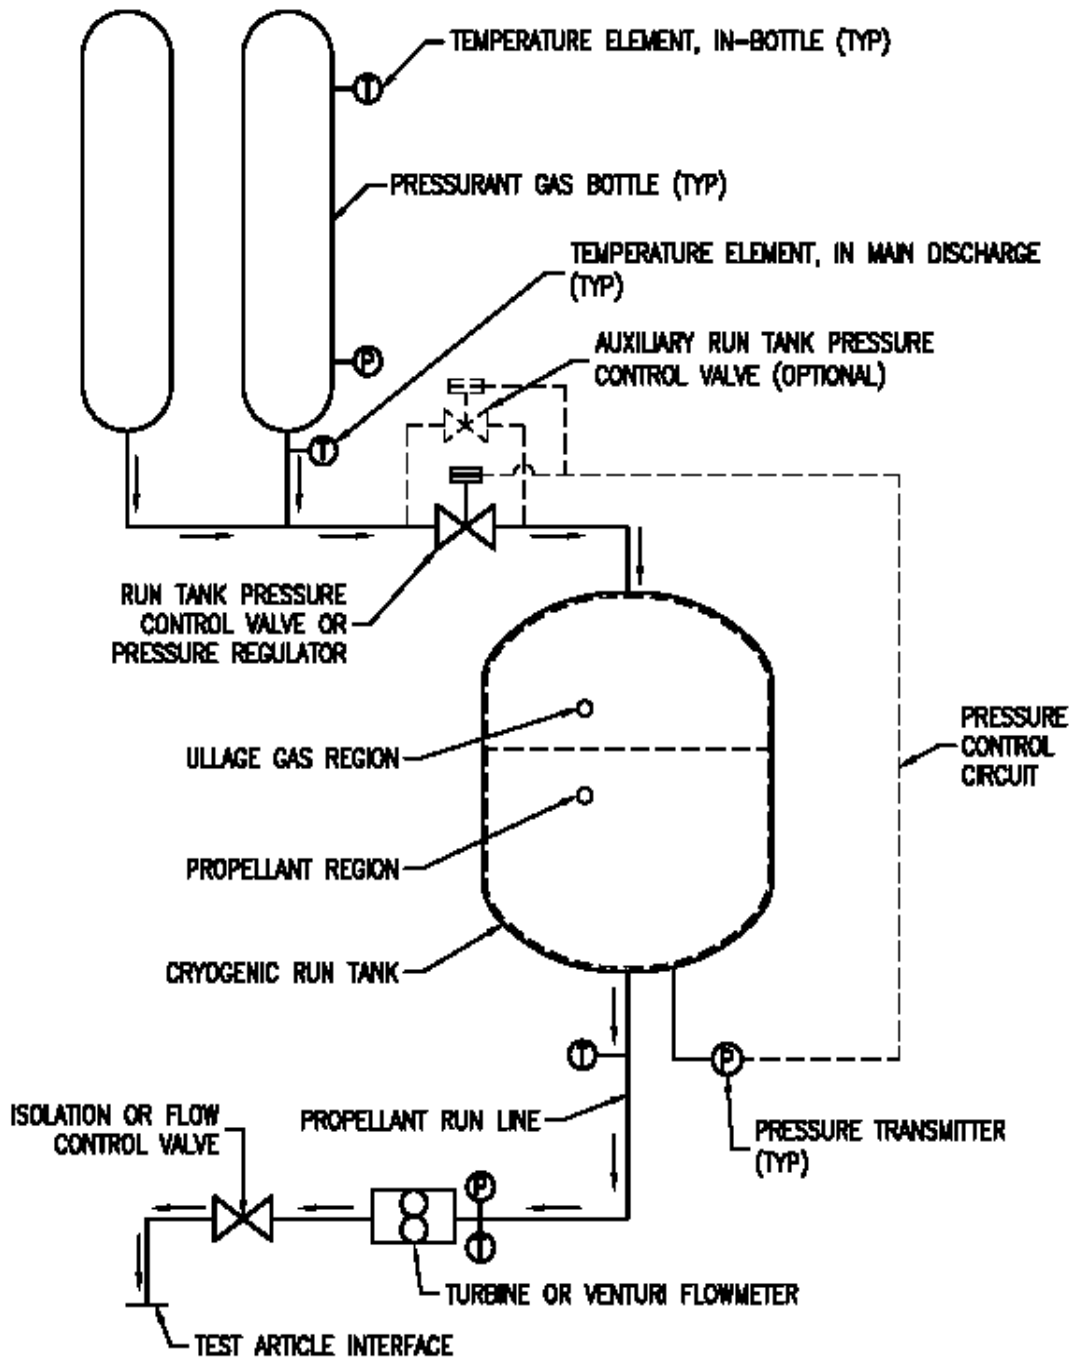 TEMPERATURE ELEMENT, IN-BOTTLE (TYP)
T
PRESSURANT GAS BOTTLE (TYP)
TEMPERATURE ELEMENT, IN MAIN DISCHARGE
(TYP)
P
AUXILIARY RUN TANK PRESSURE
CONTROL VALVE (OPTIONAL)
T
RUN TANK PRESSURE
CONTROL VALVE OR
PRESSURE REGULATOR
ULLAGE GAS REGION
PRESSURE
CONTROL
CIRCUIT
PROPELLANT REGION
CRYOGENIC RUN TANK
T
P
ISOLATION OR FLOW
CONTROL VALVE
PROPELLANT RUN LINE
PRESSURE TRANSMITTER
(TYP)
P
T
TURBINE OR VENTURI FLOWMETER
TEST ARTICLE INTERFACE